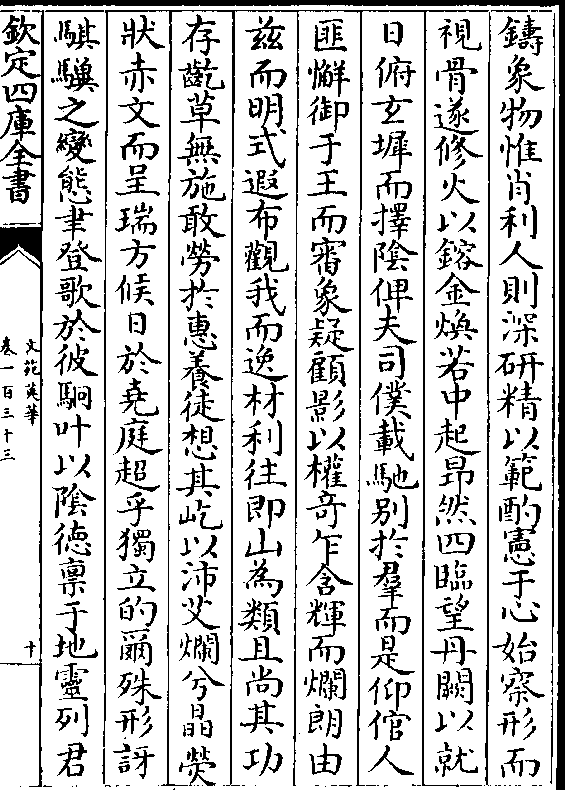 鑄象物惟肖利人則深研精以範酌憲于心始察形而
視骨遂修火以鎔金煥若中起昻然四臨望丹闕以就
日俯玄墀而擇陰俾夫司僕載馳别於羣而是仰倌人
匪懈御于王而審象疑顧影以權奇乍含輝而爛朗由
兹而明式遐布觀我而逸材利往即山為類且尚其功
存齕草無施敢勞於惠養徒想其屹以沛艾爛兮晶熒
狀赤文而呈瑞方候日於堯庭超乎獨立的爾殊形訝
騏驥之變態聿登歌於彼駉叶以陰德禀于地靈列君
欽定四庫全書
文苑英華
卷一百三十三
十